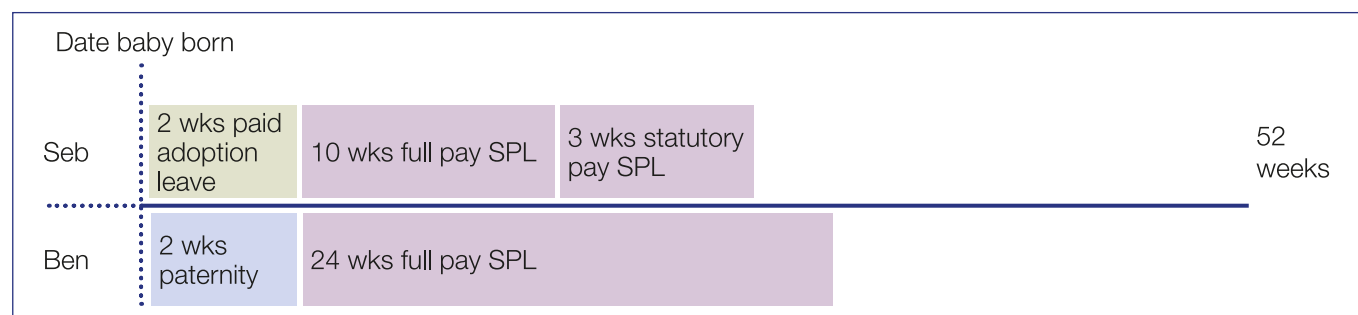 Date baby born
Seb
2 wks paid
adoption
leave
10 wks full pay SPL
3 wks statutory
pay SPL
52
weeks
Ben
2 wks
paternity
24 wks full pay SPL